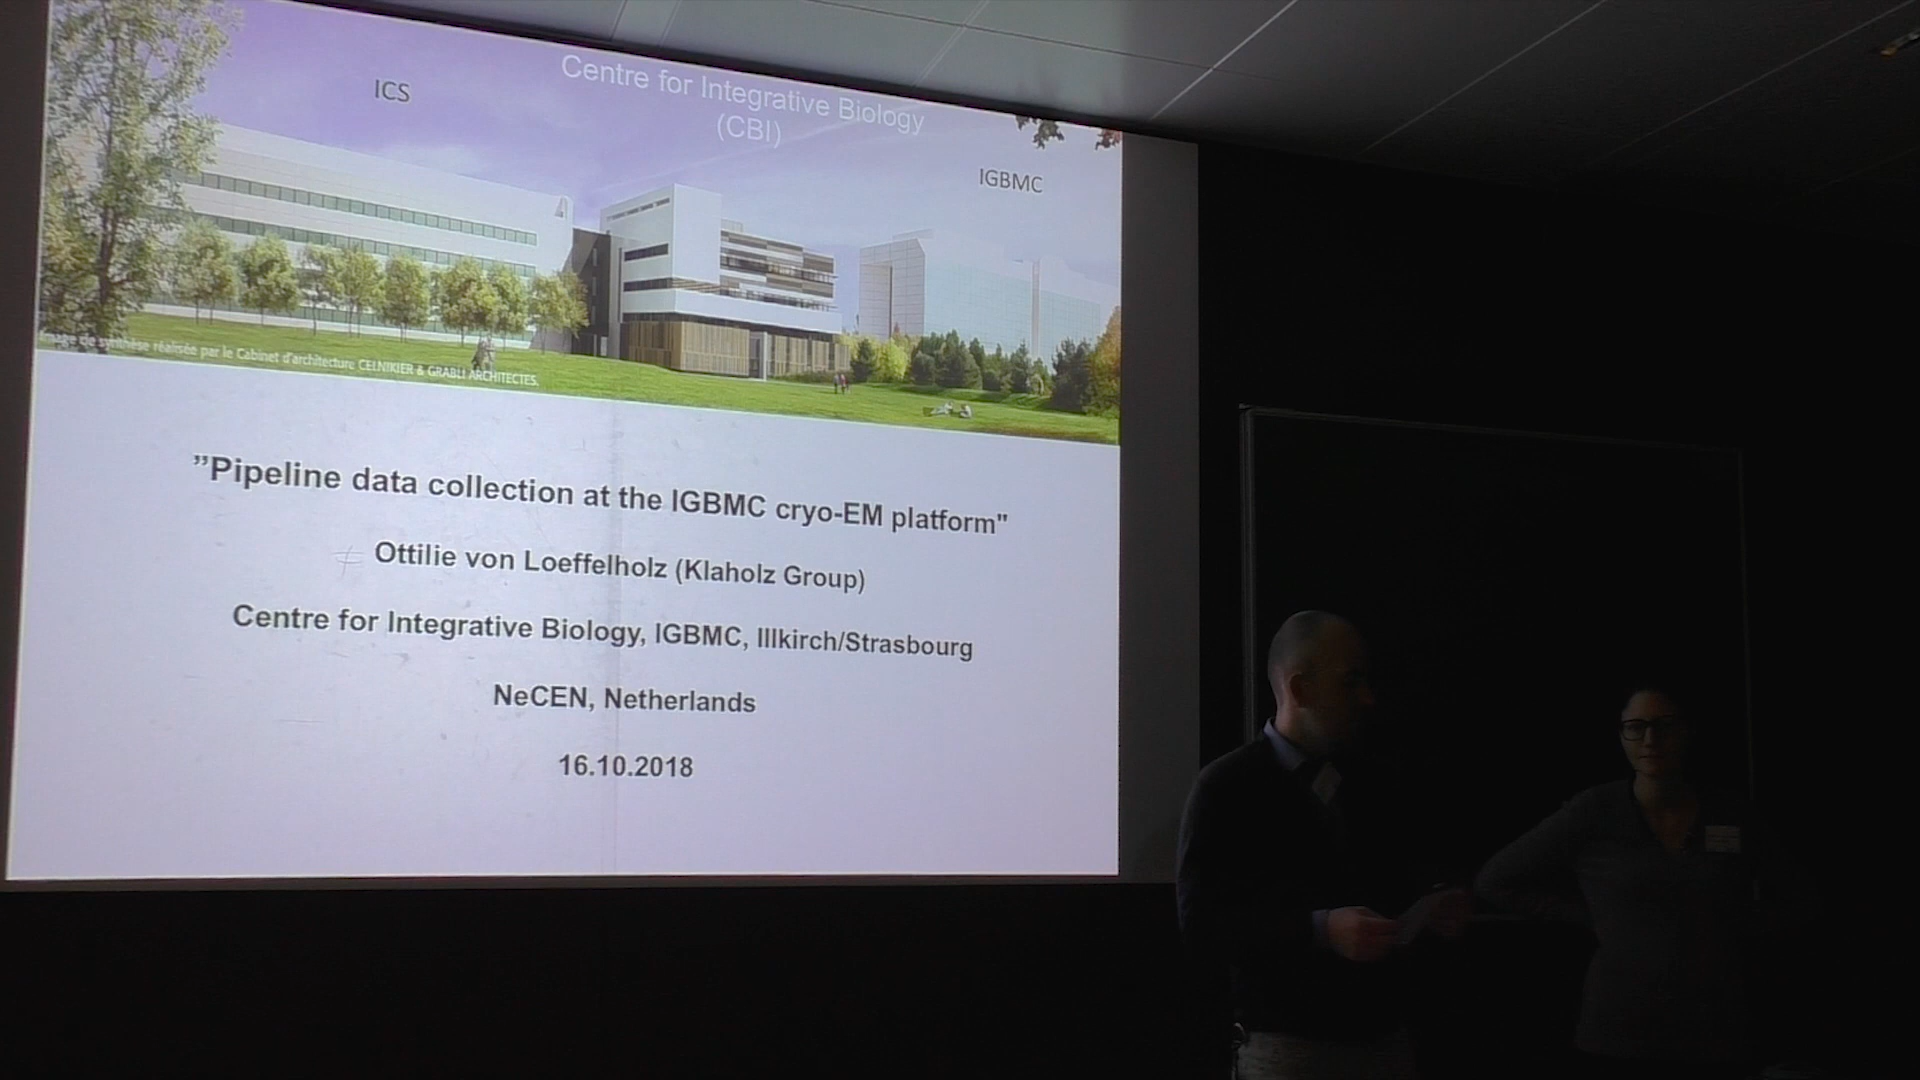 ICS
Centre for Integrative Biology
(CBI)
IGBMC
Image de synthèse réalisée par le Cabinet d'architecture CELNIKIER & GRABLI ARCHITECTES.
”Pipeline data collection at the IGBMC cryo-EM platform"
Ottilie von Loeffelholz (Klaholz Group)
Centre for Integrative Biology, IGBMC, Illkirch/Strasbourg
NeCEN, Netherlands
16.10.2018